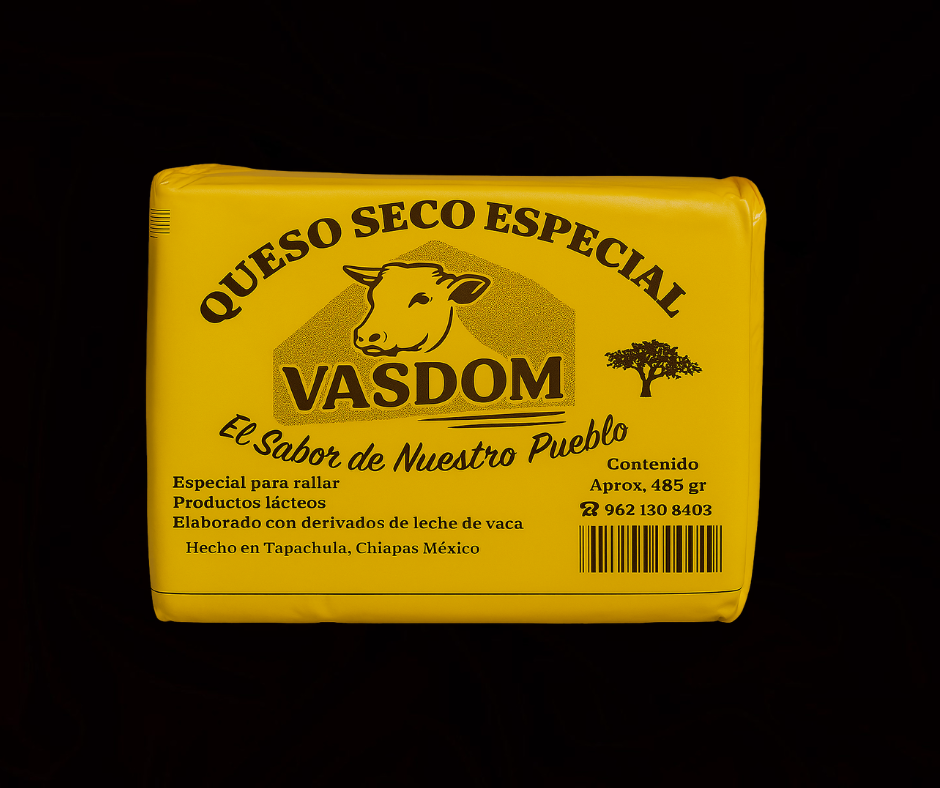 QUESO SECO ESPECIAL
VASDOM
El Sabor de Nuestro Pueblo
Especial para rallar
Productos lácteos
Elaborado con derivados de leche de vaca
Hecho en Tapachula, Chiapas México
Contenido
Aprox, 485 gr
☎ 962 130 8403